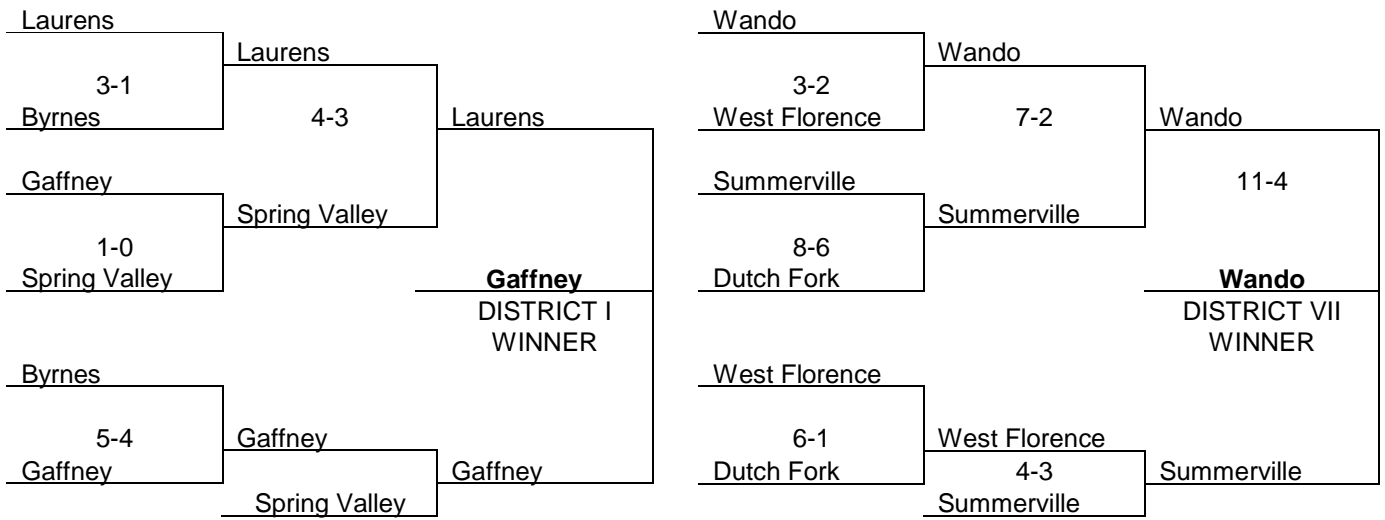 Laurens
Laurens
3-1
Byrnes
4-3
Laurens
Gaffney
Spring Valley
1-0
Spring Valley
Gaffney
DISTRICT I
WINNER
Byrnes
5-4
Gaffney
Gaffney
Gaffney
Spring Valley
Wando
Wando
3-2
West Florence
7-2
Wando
Summerville
11-4
Summerville
8-6
Dutch Fork
Wando
DISTRICT VII
WINNER
West Florence
6-1
West Florence
Dutch Fork
4-3
Summerville
Summerville